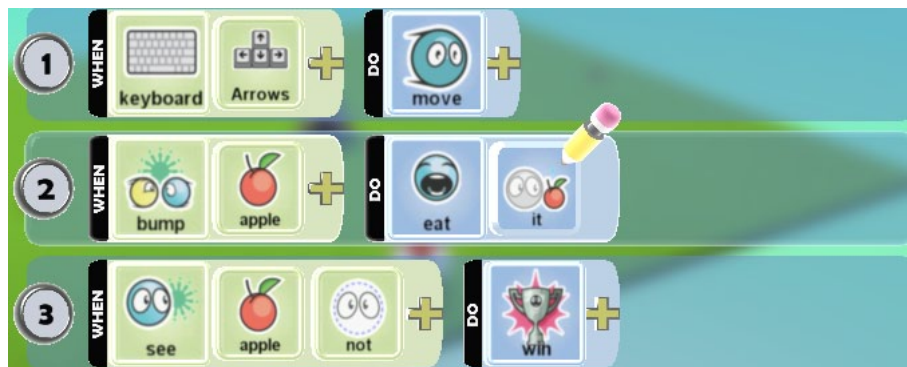 1 WHEN keyboard Arrows DO move
2 WHEN bump apple DO eat it
3 WHEN see apple not DO win